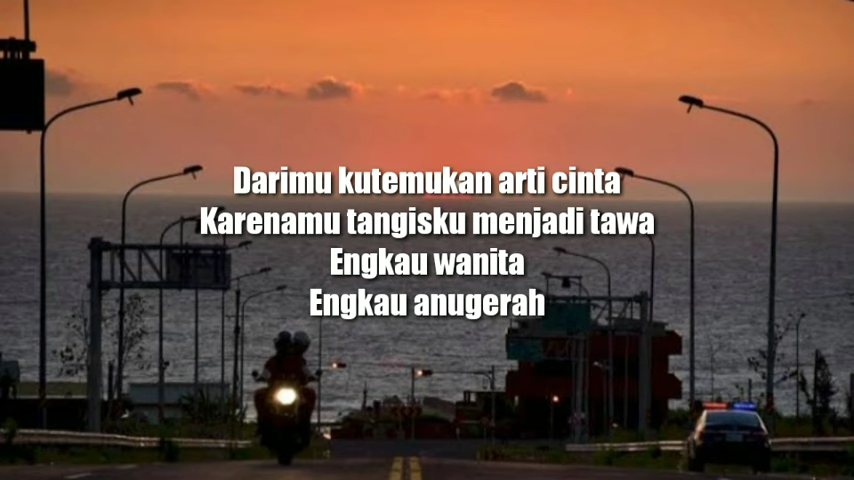 Darimu kutemukan arti cinta
Karenamu tangisku menjadi tawa
Engkau wanita
Engkau anugerah